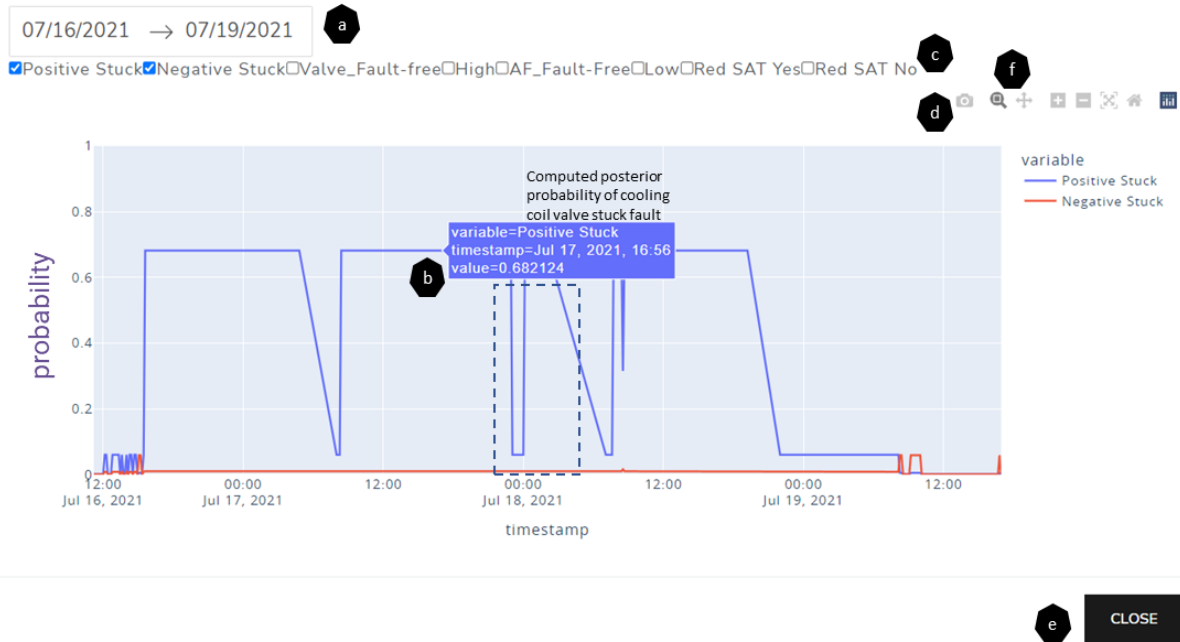 07/16/2021 → 07/19/2021
a
Positive Stuck Negative Stuck Valve_Fault-free High AF_Fault-Free Low Red SAT Yes Red SAT No
c
f
d
variable
Positive Stuck
Negative Stuck
Computed posterior
probability of cooling
coil valve stuck fault
variable=Positive Stuck
timestamp=Jul 17, 2021, 16:56
value=0.682124
b
probability
1
0.8
0.6
0.4
0.2
0
12:00 00:00 12:00 00:00 12:00 00:00 12:00
Jul 16, 2021 Jul 17, 2021 Jul 18, 2021 Jul 19, 2021
timestamp
e
CLOSE